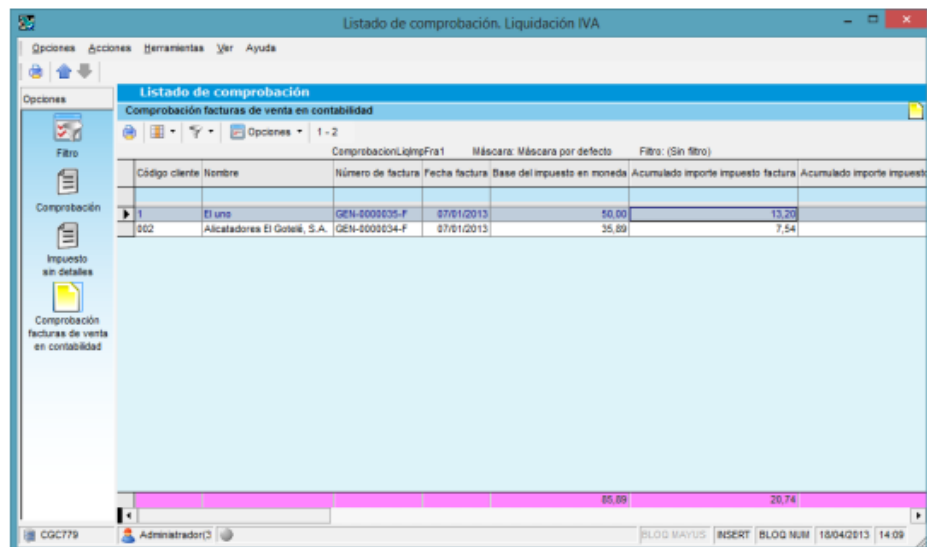 Listado de comprobación. Liquidación IVA
Opciones Acciones Herramientas Ver Ayuda
Opciones
Listado de comprobación
Comprobación facturas de venta en contabilidad
Opciones 1 - 2
ComprobacionLiqImpFra1 Máscara: Máscara por defecto Filtro: (Sin filtro)
Código cliente Nombre Número de factura Fecha factura Base del impuesto en moneda Acumulado importe impuesto factura Acumulado importe impuest
1 El uno GEN-0000035-F 07/01/2013 50,00 13,20
002 Alicatadores El Gotelé, S.A. GEN-0000034-F 07/01/2013 35,89 7,54
Filtro
Comprobación
Impuesto
sin detalles
Comprobación
facturas de venta
en contabilidad
85,89 20,74
CGC779 Administrador(3 BLOQ MAYUS INSERT BLOQ NUM 18/04/2013 14:09